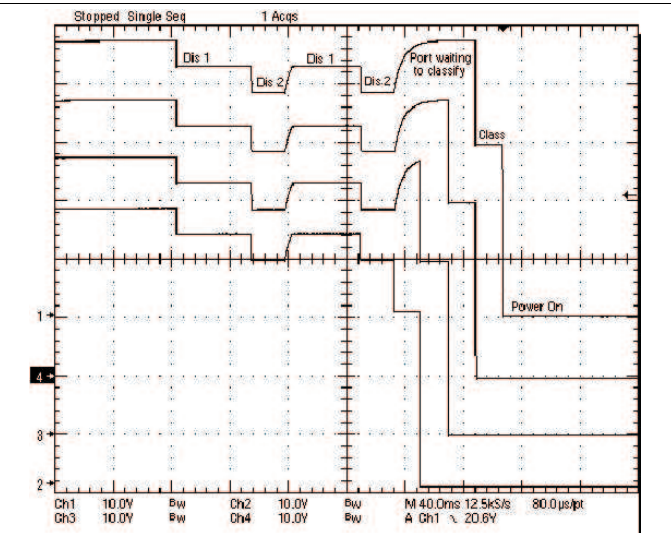 Stopped Single Seq 1 Acqs
Dis 1 Dis 1 Port waiting
to classify
Dis 2 Dis 2
Class
Power On
1
4
3
2
Ch1 10.0V Bw Ch2 10.0V Bw M 40.0ms 12.5kS/s 80.0µs/pt
Ch3 10.0V Bw Ch4 10.0V Bw A Ch1 \ 20.6V